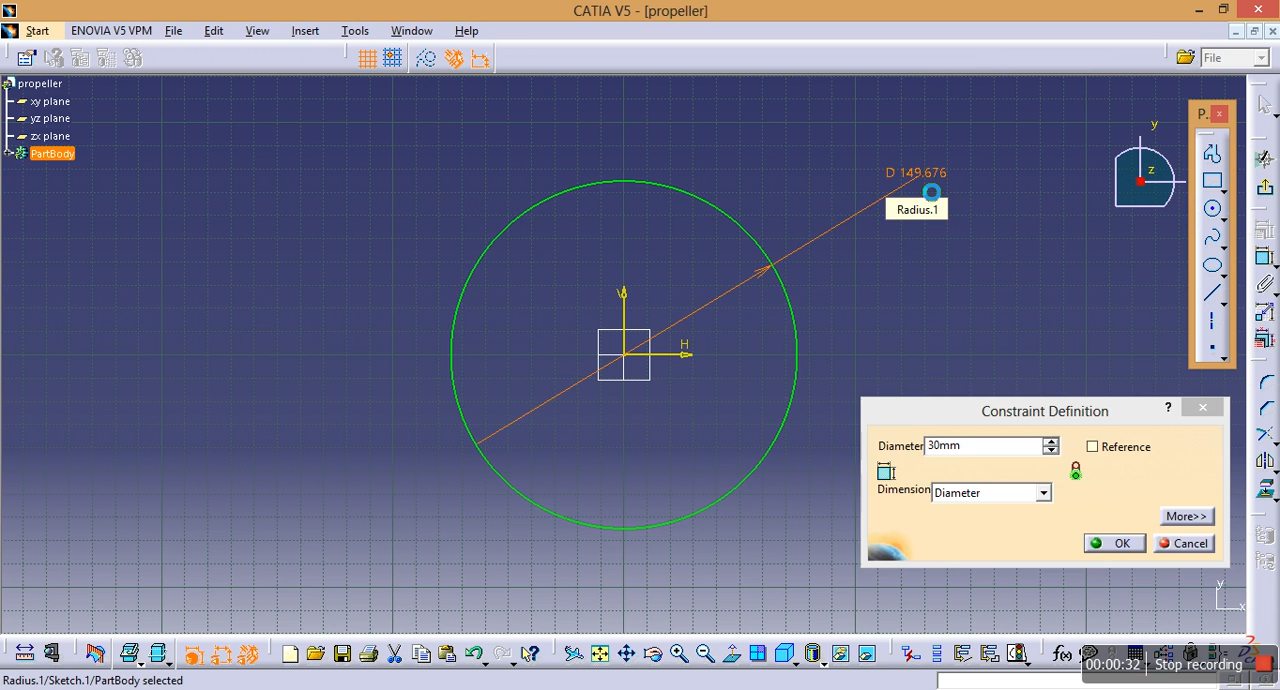 CATIA V5 - [propeller]
Start ENOVIA V5 VPM File Edit View Insert Tools Window Help
File
propeller
xy plane
yz plane
zx plane
PartBody
P..
y
z
D 149.676
Radius.1
V
H
Constraint Definition
?
Diameter 30mm
Reference
Dimension Diameter
More>>
OK Cancel
y
x
f(x)
00:00:32 Stop recording
Radius.1/Sketch.1/PartBody selected